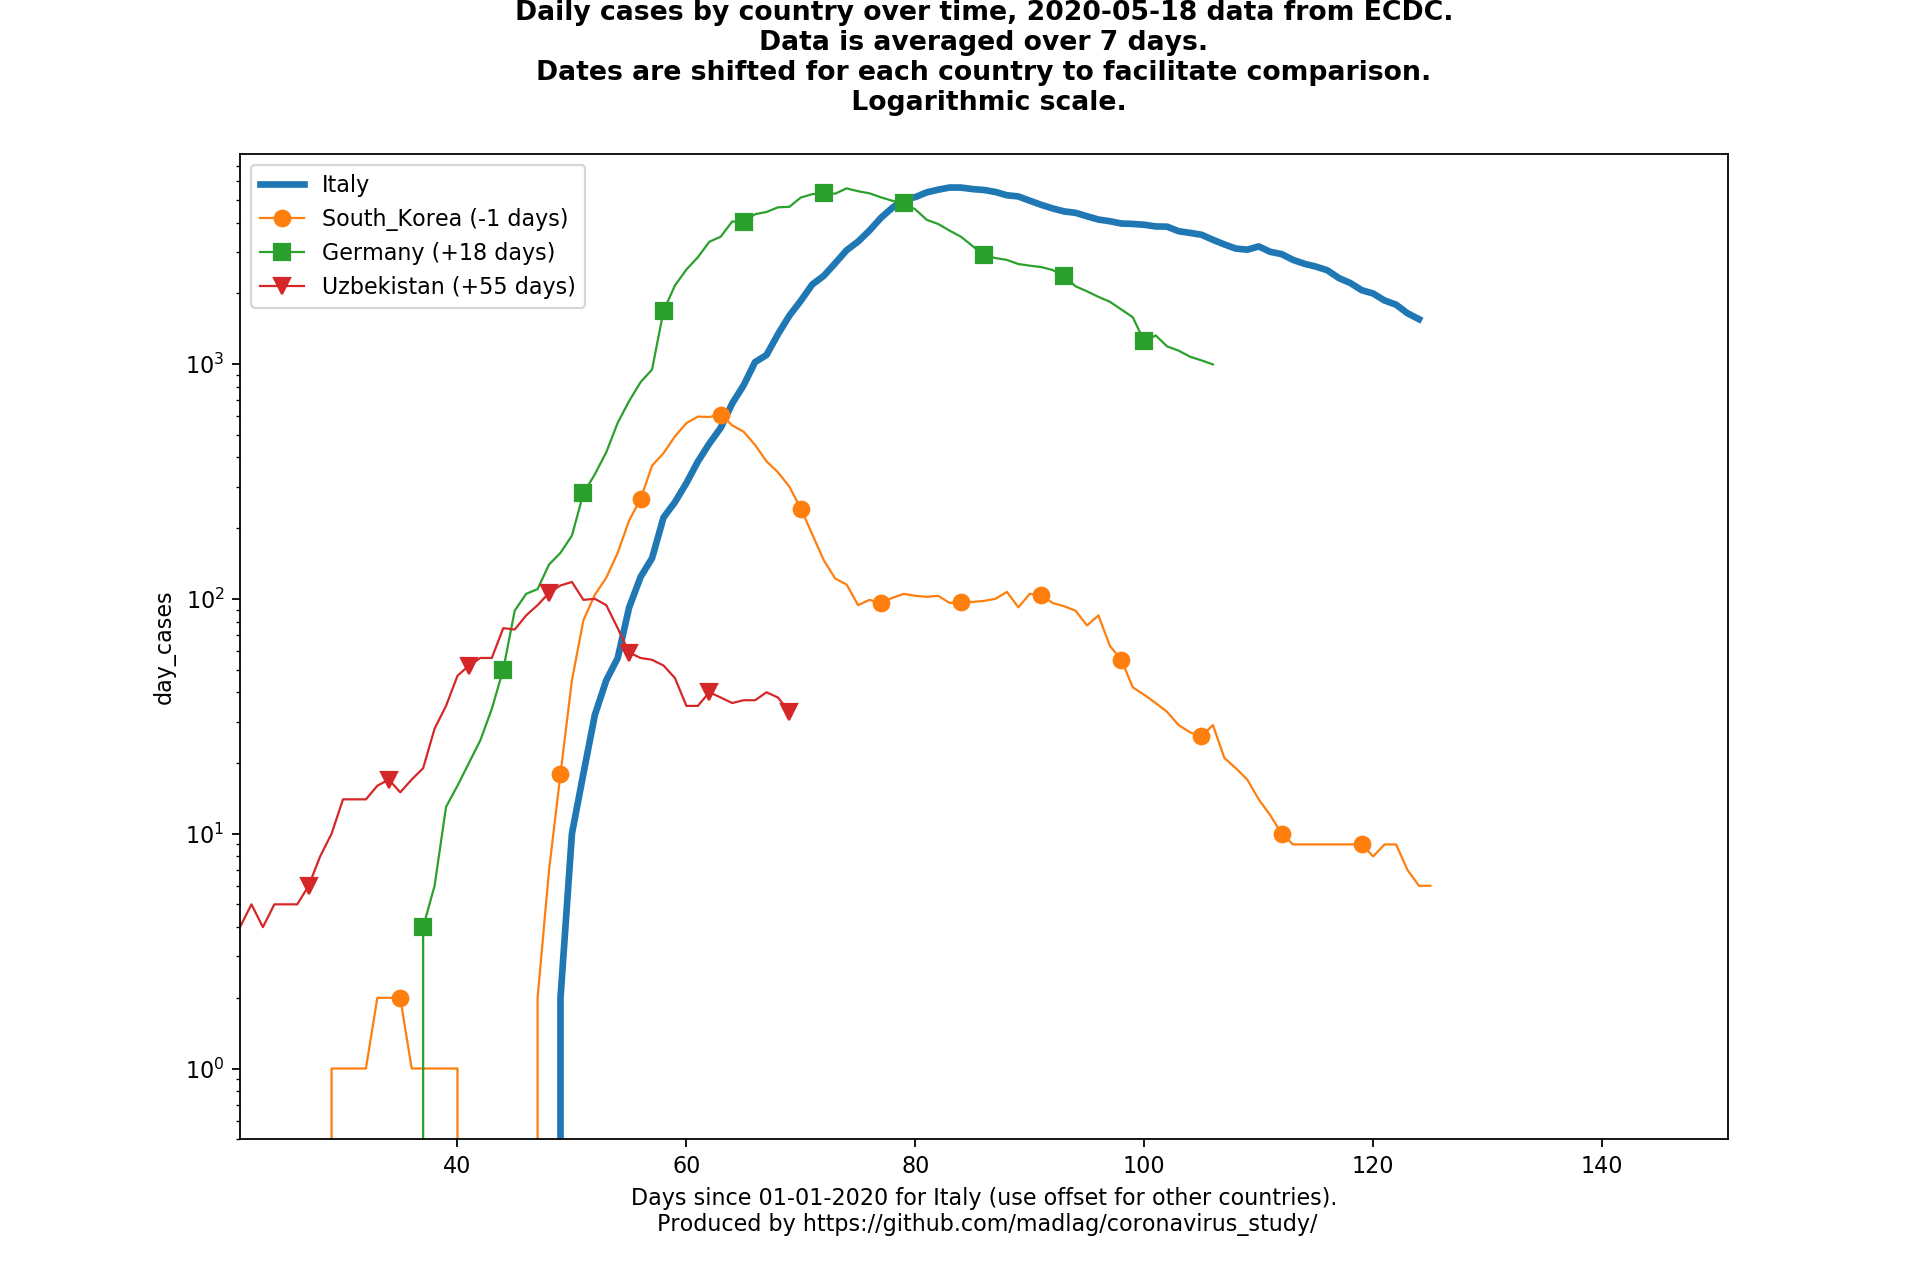 Daily cases by country over time, 2020-05-18 data from ECDC.
Data is averaged over 7 days.
Dates are shifted for each country to facilitate comparison.
Logarithmic scale.
Italy
South_Korea (-1 days)
Germany (+18 days)
Uzbekistan (+55 days)
10³
10²
10¹
10⁰
day_cases
40 60 80 100 120 140
Days since 01-01-2020 for Italy (use offset for other countries).
Produced by https://github.com/madlag/coronavirus_study/